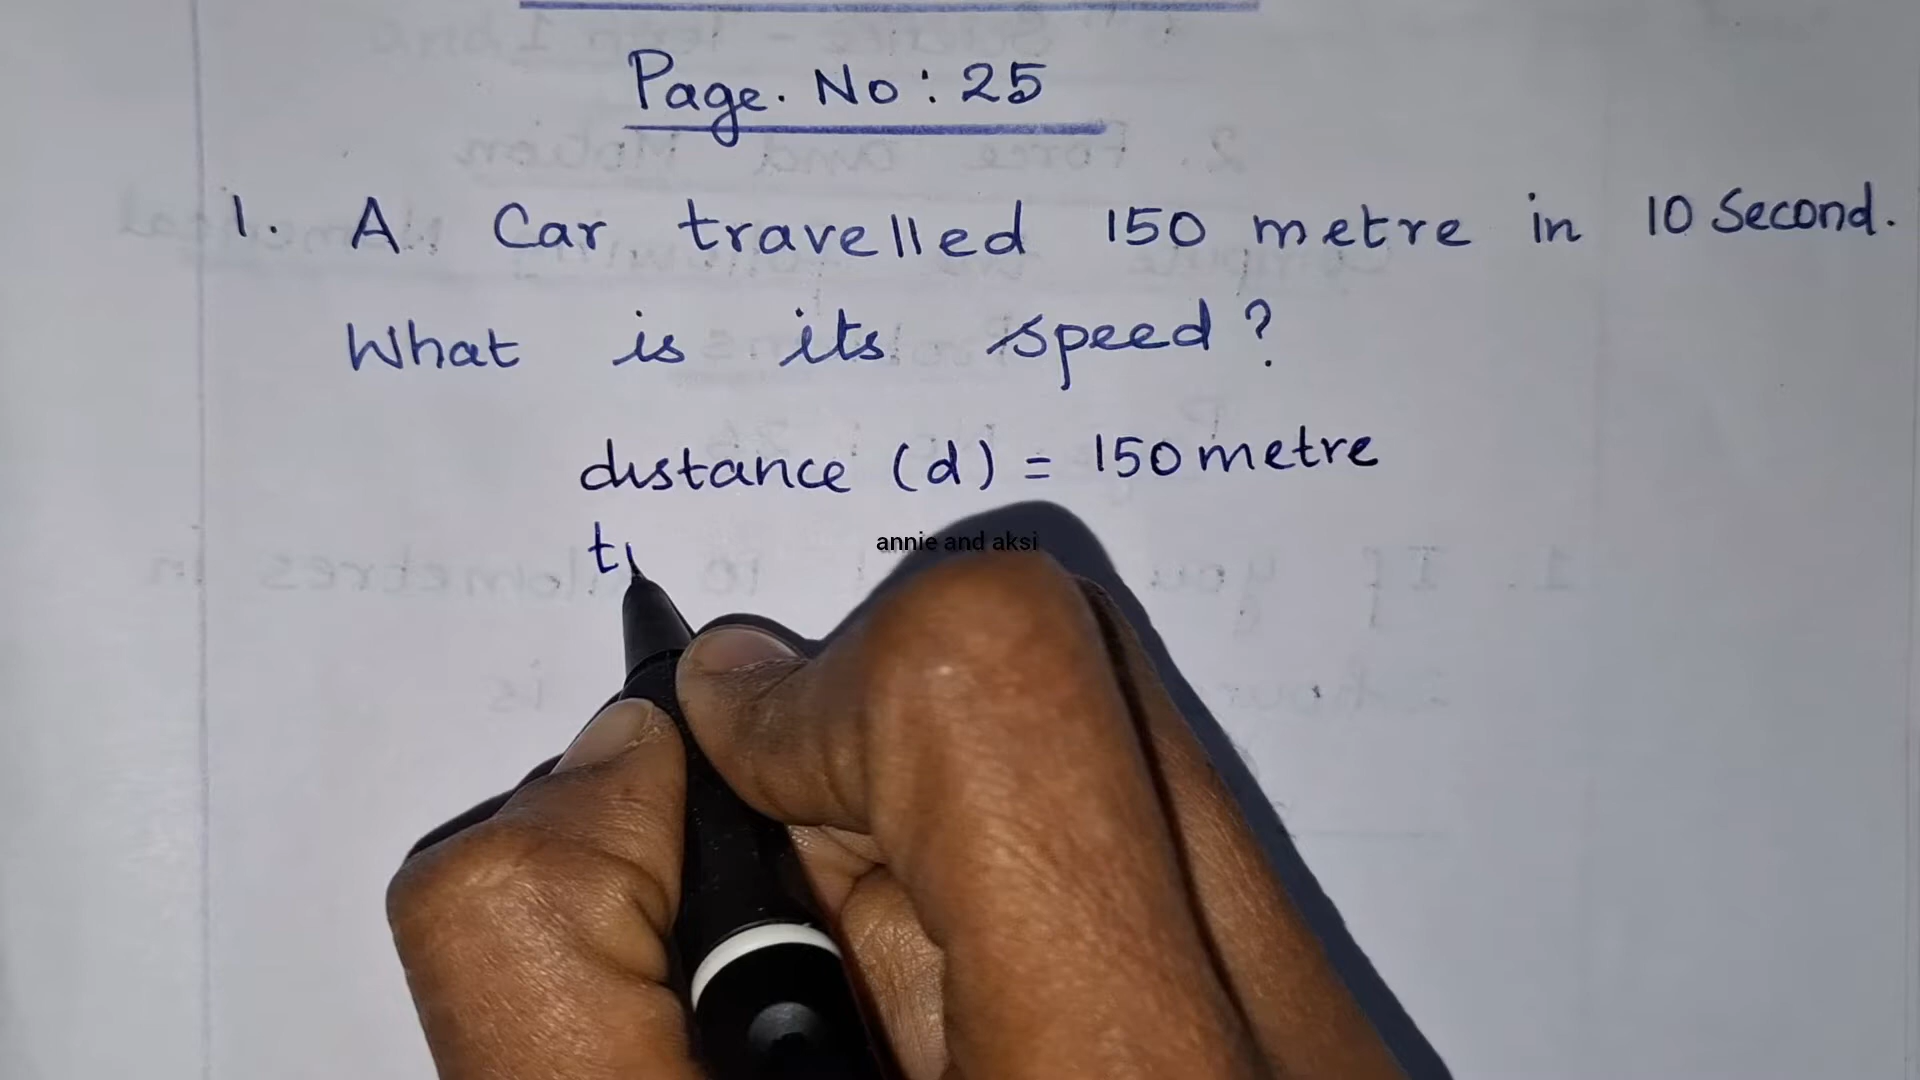 Page. No: 25
1. A Car travelled 150 metre in 10 Second.
What is its speed?
distance (d) = 150 metre
ti
annie and aksi